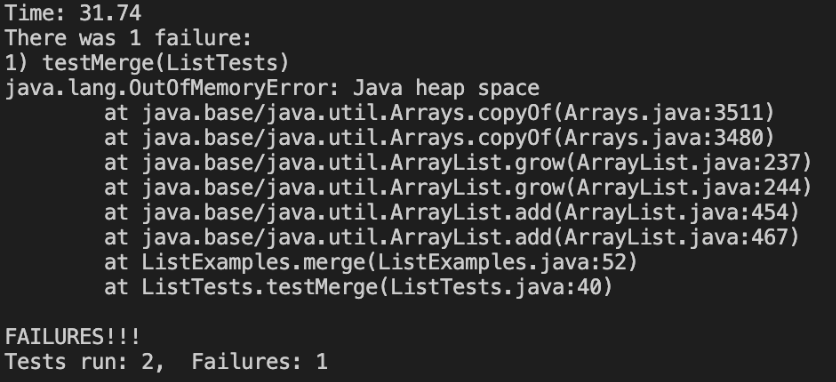 Time: 31.74
There was 1 failure:
1) testMerge(ListTests)
java.lang.OutOfMemoryError: Java heap space
        at java.base/java.util.Arrays.copyOf(Arrays.java:3511)
        at java.base/java.util.Arrays.copyOf(Arrays.java:3480)
        at java.base/java.util.ArrayList.grow(ArrayList.java:237)
        at java.base/java.util.ArrayList.grow(ArrayList.java:244)
        at java.base/java.util.ArrayList.add(ArrayList.java:454)
        at java.base/java.util.ArrayList.add(ArrayList.java:467)
        at ListExamples.merge(ListExamples.java:52)
        at ListTests.testMerge(ListTests.java:40)

FAILURES!!!
Tests run: 2,  Failures: 1